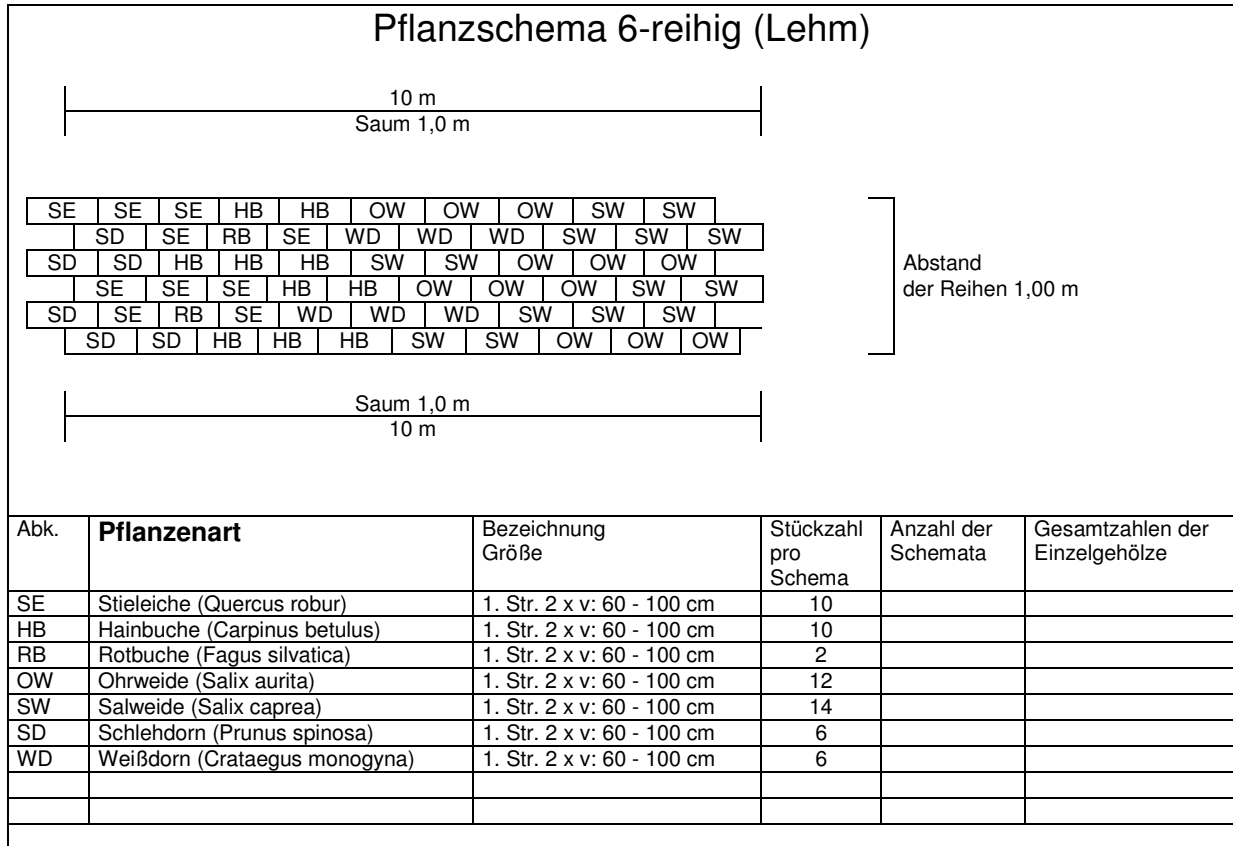 Pflanzschema 6-reihig (Lehm)
10 m
Saum 1,0 m
SE SE SE HB HB OW OW OW SW SW
SD SE RB SE WD WD WD SW SW SW
SD SD HB HB HB SW SW OW OW OW
SE SE SE HB HB OW OW OW SW SW
SD SE RB SE WD WD WD SW SW SW
SD SD HB HB HB SW SW OW OW OW
Abstand
der Reihen 1,00 m
Saum 1,0 m
10 m
Abk. Pflanzenart Bezeichnung Stückzahl Anzahl der Gesamtzahlen der
Größe pro Schemata Einzelgehölze
Schema
SE Stieleiche (Quercus robur) 1. Str. 2 x v: 60 - 100 cm 10
HB Hainbuche (Carpinus betulus) 1. Str. 2 x v: 60 - 100 cm 10
RB Rotbuche (Fagus silvatica) 1. Str. 2 x v: 60 - 100 cm 2
OW Ohrweide (Salix aurita) 1. Str. 2 x v: 60 - 100 cm 12
SW Salweide (Salix caprea) 1. Str. 2 x v: 60 - 100 cm 14
SD Schlehdorn (Prunus spinosa) 1. Str. 2 x v: 60 - 100 cm 6
WD Weißdorn (Crataegus monogyna) 1. Str. 2 x v: 60 - 100 cm 6